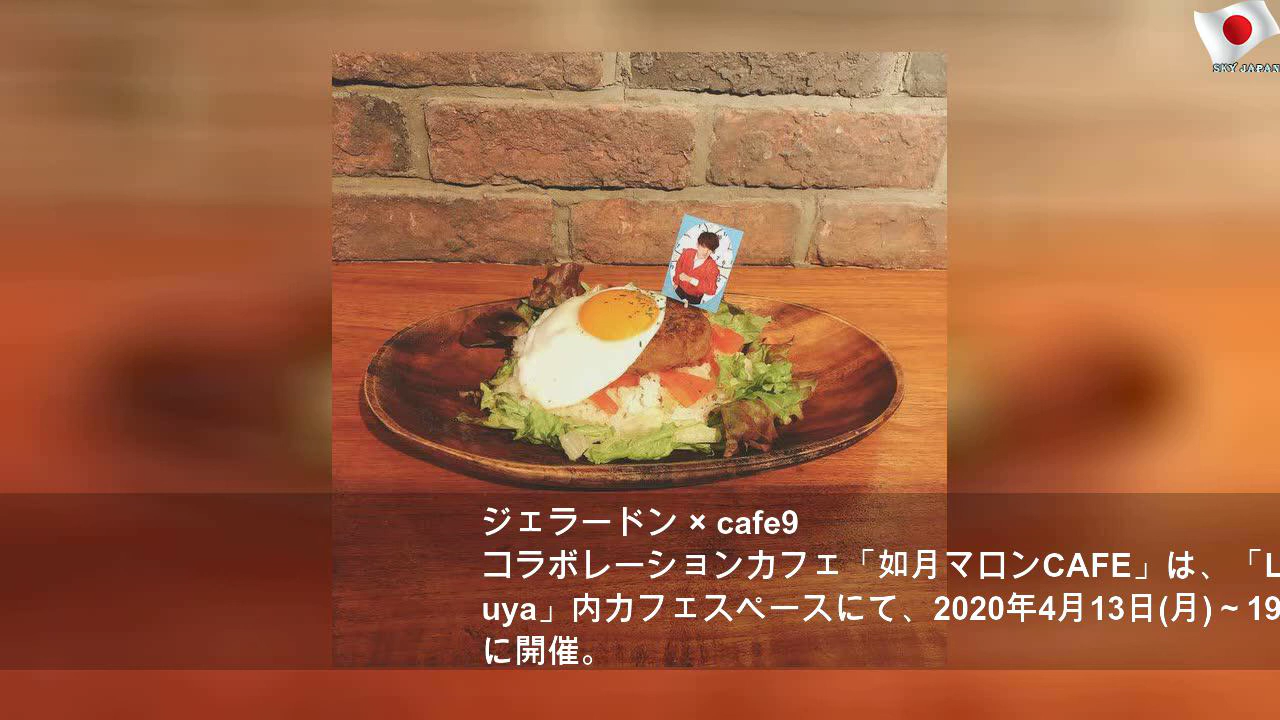 SKY JAPAN
ジェラードン × cafe9
コラボレーションカフェ「如月マロンCAFE」は、「L
uya」内カフェスペースにて、2020年4月13日(月) ~ 19
に開催。